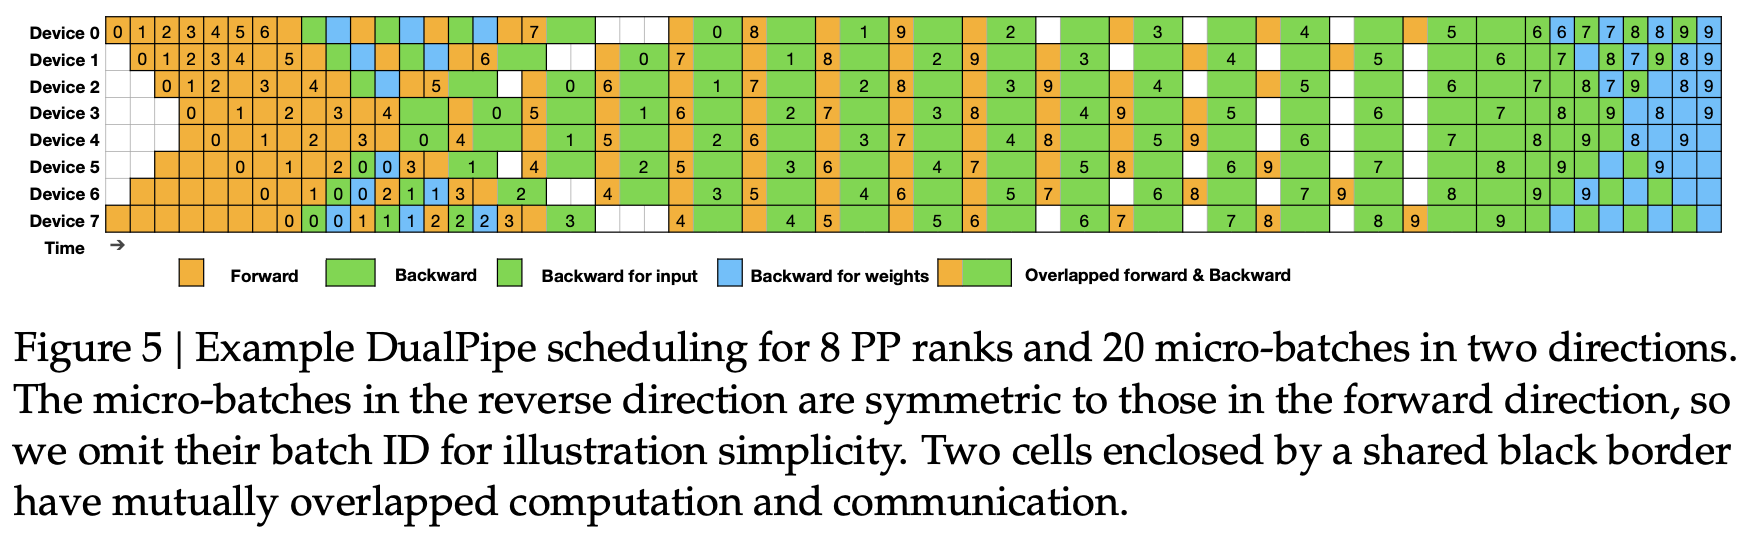 Device 0 0 1 2 3 4 5 6 7 0 8 1 9 2 3 4 5 6 6 7 7 8 8 9 9
Device 1 0 1 2 3 4 5 6 0 7 1 8 2 9 3 4 5 6 7 8 7 9 8 9
Device 2 0 1 2 3 4 5 0 6 1 7 2 8 3 9 4 5 6 7 8 7 9 8 9
Device 3 0 1 2 3 4 0 5 1 6 2 7 3 8 4 9 5 6 7 8 9 8 9
Device 4 0 1 2 3 0 4 1 5 2 6 3 7 4 8 5 9 6 7 8 9 8 9
Device 5 0 1 2 0 0 3 1 4 2 5 3 6 4 7 5 8 6 9 7 8 9 9
Device 6 0 1 0 0 2 1 1 3 2 4 3 5 4 6 5 7 6 8 7 9 8 9 9
Device 7 0 0 0 1 1 1 2 2 2 3 3 4 4 5 5 6 6 7 7 8 8 9 9
Time →
Forward Backward Backward for input Backward for weights Overlapped forward & Backward
Figure 5 | Example DualPipe scheduling for 8 PP ranks and 20 micro-batches in two directions.
The micro-batches in the reverse direction are symmetric to those in the forward direction, so
we omit their batch ID for illustration simplicity. Two cells enclosed by a shared black border
have mutually overlapped computation and communication.